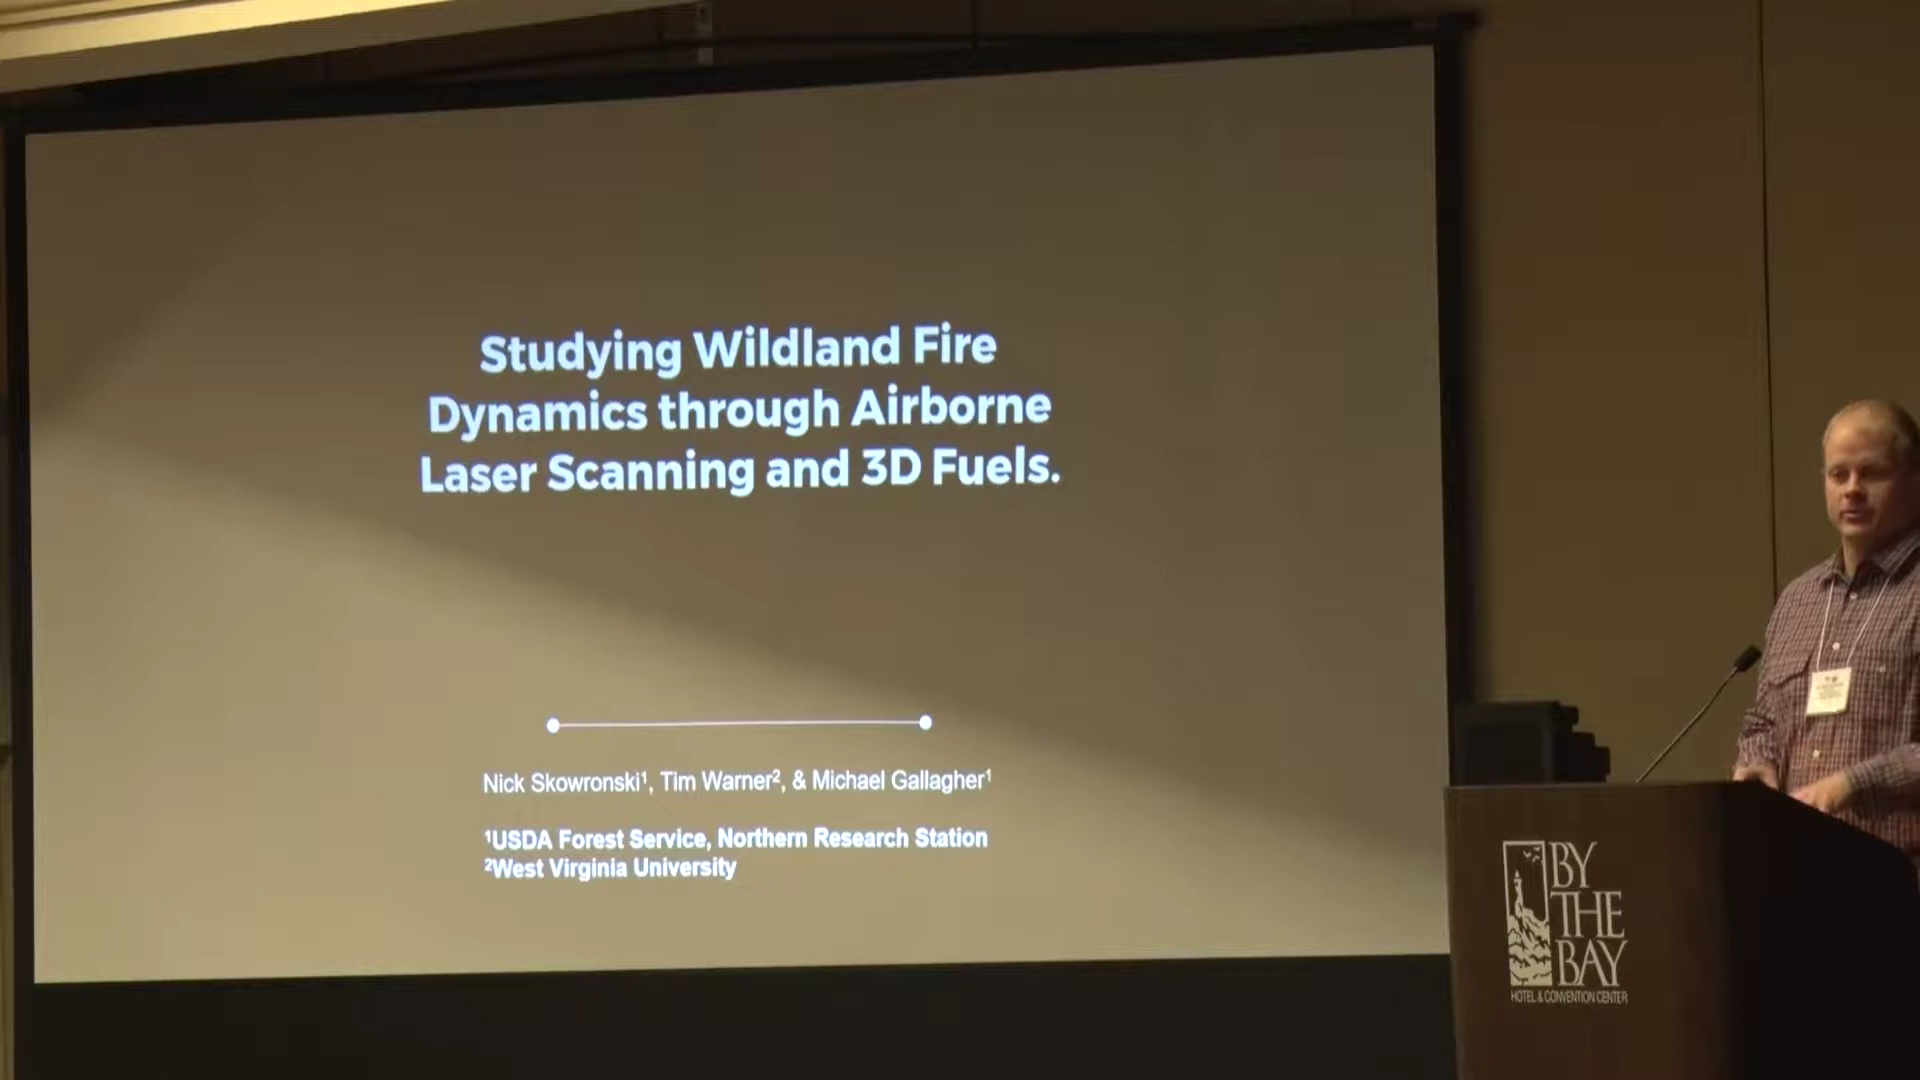 Studying Wildland Fire
Dynamics through Airborne
Laser Scanning and 3D Fuels.
Nick Skowronski¹, Tim Warner², & Michael Gallagher¹
¹USDA Forest Service, Northern Research Station
²West Virginia University
BY
THE
BAY
HOTEL & CONVENTION CENTER